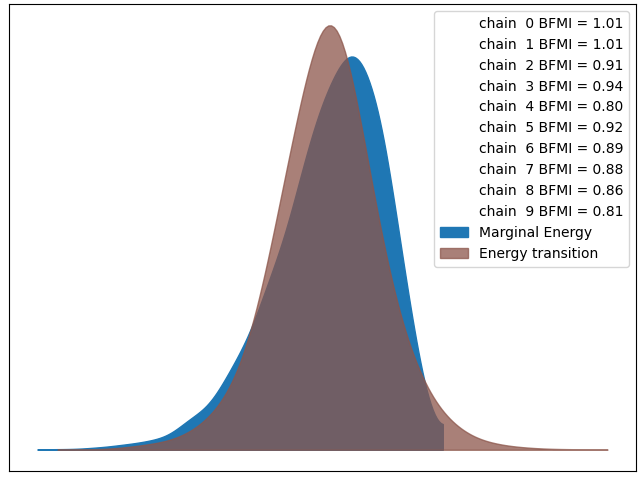 chain  0 BFMI = 1.01
chain  1 BFMI = 1.01
chain  2 BFMI = 0.91
chain  3 BFMI = 0.94
chain  4 BFMI = 0.80
chain  5 BFMI = 0.92
chain  6 BFMI = 0.89
chain  7 BFMI = 0.88
chain  8 BFMI = 0.86
chain  9 BFMI = 0.81
Marginal Energy
Energy transition